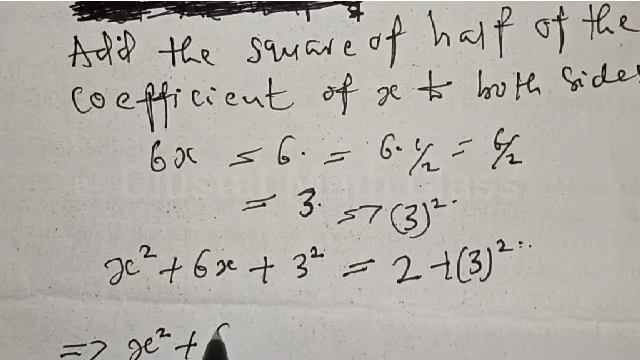 Add the square of half of the
coefficient of x to both sides
6x = 6. = 6.1/2 = 6/2
= 3. => (3)².
x² + 6x + 3² = 2 + (3)².
=> x² +